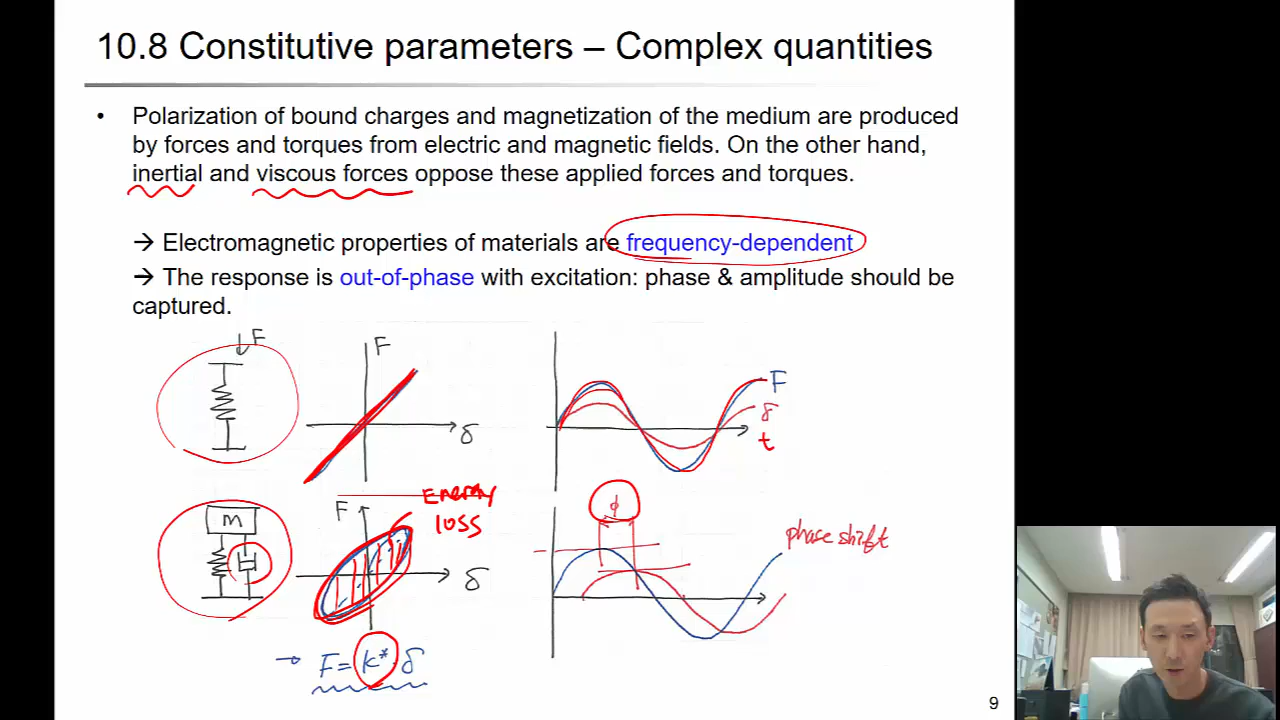 10.8 Constitutive parameters – Complex quantities
• Polarization of bound charges and magnetization of the medium are produced
by forces and torques from electric and magnetic fields. On the other hand,
inertial and viscous forces oppose these applied forces and torques.
→ Electromagnetic properties of materials are frequency-dependent
→ The response is out-of-phase with excitation: phase & amplitude should be
captured.
F
F
δ
F
δ
t
m
F
Energy
loss
δ
ϕ
phase shift
→ F = k* · δ
9